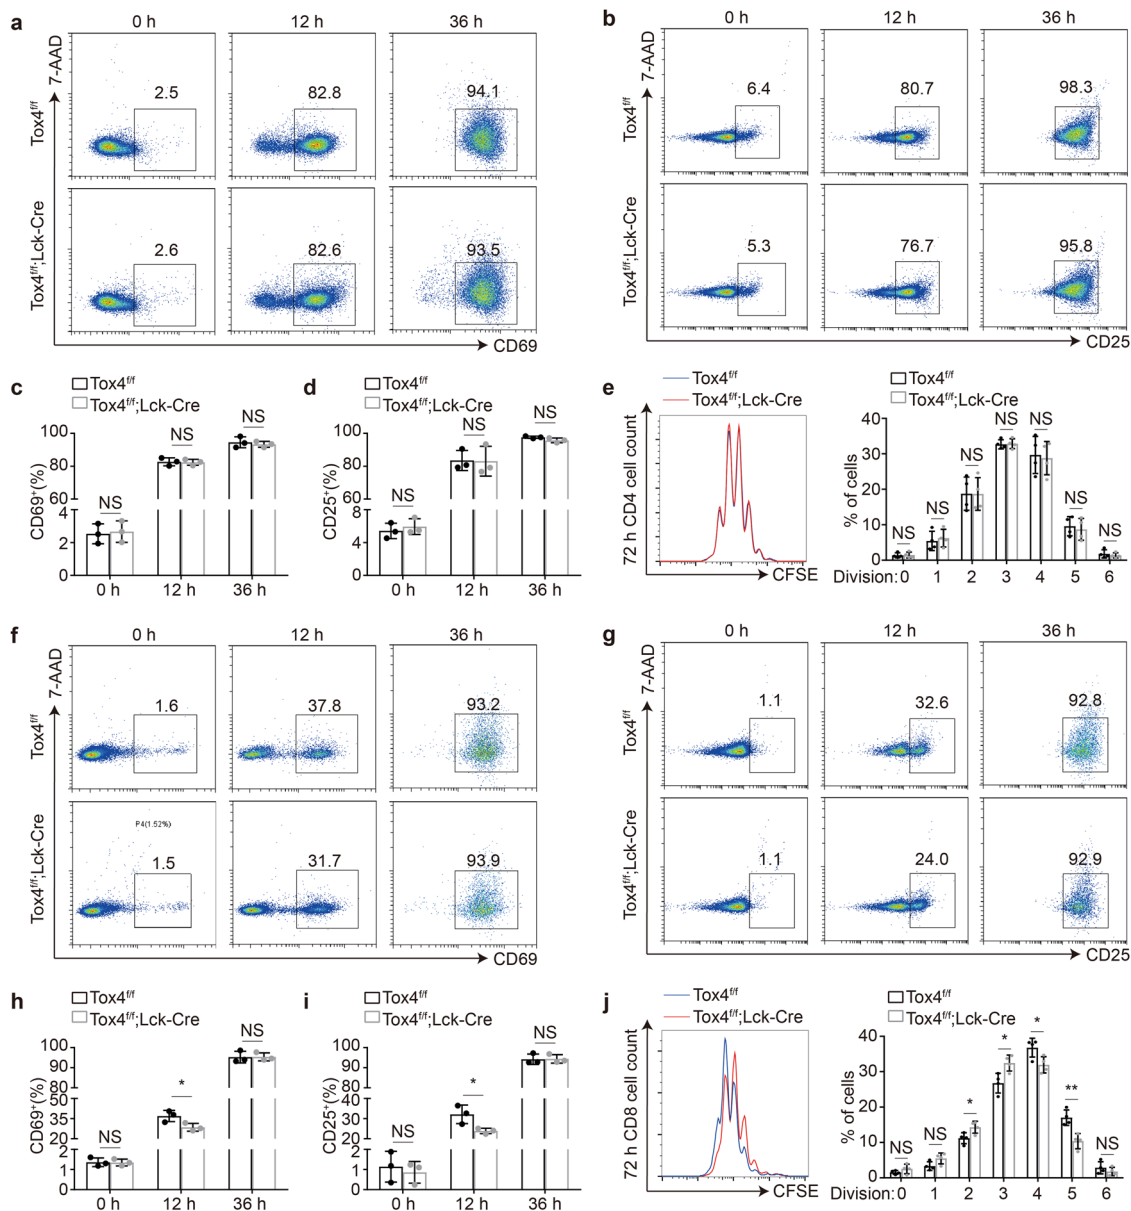 a
0 h
12 h
36 h
7-AAD
Tox4f/f
2.5
82.8
94.1
Tox4f/f;Lck-Cre
2.6
82.6
93.5
CD69
b
0 h
12 h
36 h
7-AAD
Tox4f/f
6.4
80.7
98.3
Tox4f/f;Lck-Cre
5.3
76.7
95.8
CD25
c
Tox4f/f
Tox4f/f;Lck-Cre
CD69+(%)
100
80
60
4
2
0
NS
NS
NS
0 h
12 h
36 h
d
Tox4f/f
Tox4f/f;Lck-Cre
CD25+(%)
100
80
60
8
4
0
NS
NS
NS
0 h
12 h
36 h
e
Tox4f/f
Tox4f/f;Lck-Cre
72 h CD4 cell count
CFSE
Tox4f/f
Tox4f/f;Lck-Cre
% of cells
40
30
20
10
0
NS
NS
NS
NS
NS
NS
NS
Division: 0 1 2 3 4 5 6
f
0 h
12 h
36 h
7-AAD
Tox4f/f
1.6
37.8
93.2
Tox4f/f;Lck-Cre
P4(1.52%)
1.5
31.7
93.9
CD69
g
0 h
12 h
36 h
7-AAD
Tox4f/f
1.1
32.6
92.8
Tox4f/f;Lck-Cre
1.1
24.0
92.9
CD25
h
Tox4f/f
Tox4f/f;Lck-Cre
CD69+(%)
100
90
80
50
35
20
2
1
0
NS
*
NS
0 h
12 h
36 h
i
Tox4f/f
Tox4f/f;Lck-Cre
CD25+(%)
100
90
80
40
30
20
2
1
0
NS
*
NS
0 h
12 h
36 h
j
Tox4f/f
Tox4f/f;Lck-Cre
72 h CD8 cell count
CFSE
Tox4f/f
Tox4f/f;Lck-Cre
% of cells
40
30
20
10
0
NS
NS
*
*
*
**
NS
Division: 0 1 2 3 4 5 6